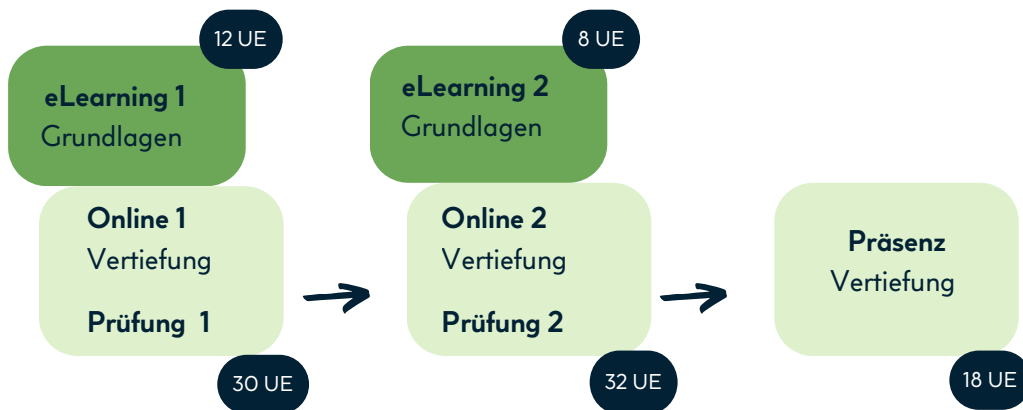 12 UE
eLearning 1
Grundlagen
Online 1
Vertiefung
Prüfung 1
30 UE
8 UE
eLearning 2
Grundlagen
Online 2
Vertiefung
Prüfung 2
32 UE
Präsenz
Vertiefung
18 UE